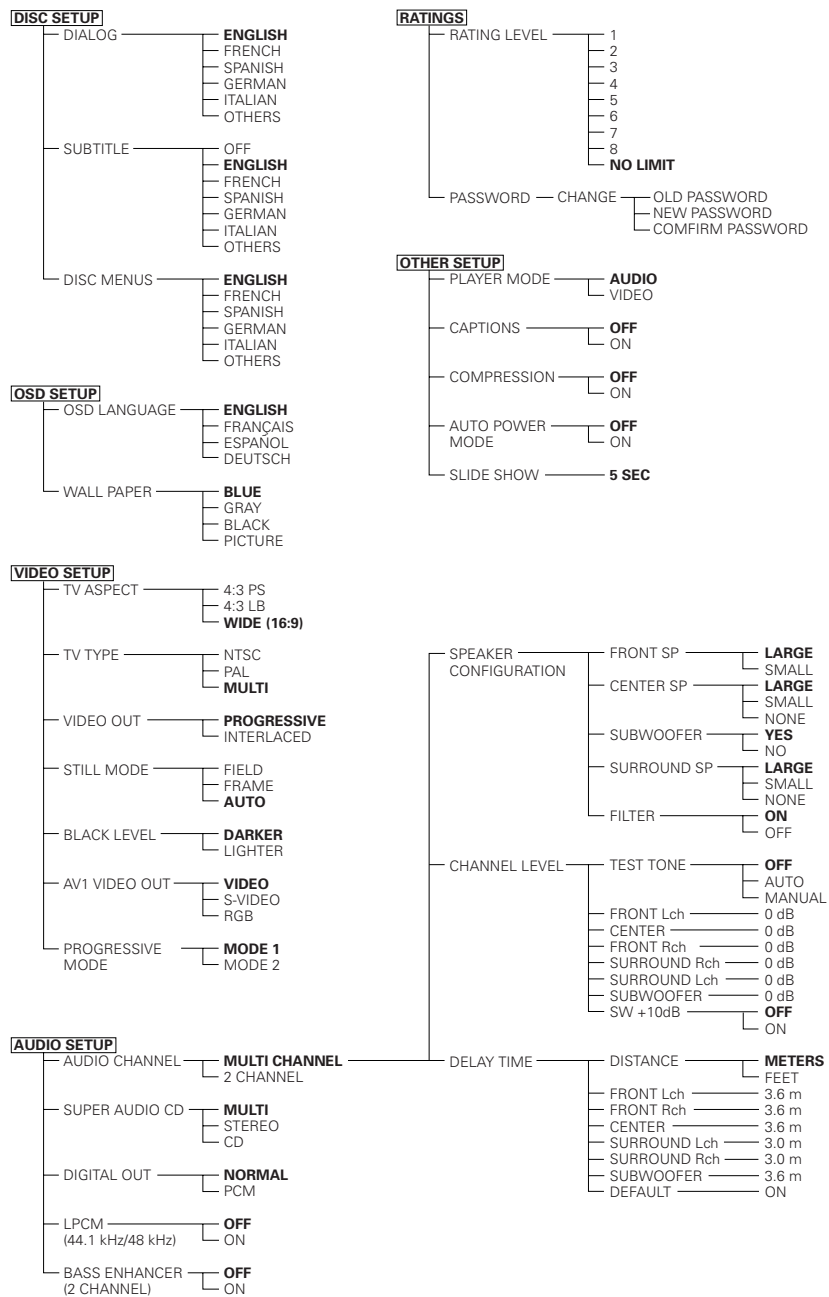 DISC SETUP
DIALOG
ENGLISH
FRENCH
SPANISH
GERMAN
ITALIAN
OTHERS
SUBTITLE
OFF
ENGLISH
FRENCH
SPANISH
GERMAN
ITALIAN
OTHERS
DISC MENUS
ENGLISH
FRENCH
SPANISH
GERMAN
ITALIAN
OTHERS
OSD SETUP
OSD LANGUAGE
ENGLISH
FRANÇAIS
ESPAÑOL
DEUTSCH
WALL PAPER
BLUE
GRAY
BLACK
PICTURE
VIDEO SETUP
TV ASPECT
4:3 PS
4:3 LB
WIDE (16:9)
TV TYPE
NTSC
PAL
MULTI
VIDEO OUT
PROGRESSIVE
INTERLACED
STILL MODE
FIELD
FRAME
AUTO
BLACK LEVEL
DARKER
LIGHTER
AV1 VIDEO OUT
VIDEO
S-VIDEO
RGB
PROGRESSIVE
MODE
MODE 1
MODE 2
AUDIO SETUP
AUDIO CHANNEL
MULTI CHANNEL
2 CHANNEL
SUPER AUDIO CD
MULTI
STEREO
CD
DIGITAL OUT
NORMAL
PCM
LPCM
(44.1 kHz/48 kHz)
OFF
ON
BASS ENHANCER
(2 CHANNEL)
OFF
ON
RATINGS
RATING LEVEL
1
2
3
4
5
6
7
8
NO LIMIT
PASSWORD
CHANGE
OLD PASSWORD
NEW PASSWORD
COMFIRM PASSWORD
OTHER SETUP
PLAYER MODE
AUDIO
VIDEO
CAPTIONS
OFF
ON
COMPRESSION
OFF
ON
AUTO POWER
MODE
OFF
ON
SLIDE SHOW
5 SEC
SPEAKER
CONFIGURATION
FRONT SP
LARGE
SMALL
CENTER SP
LARGE
SMALL
NONE
SUBWOOFER
YES
NO
SURROUND SP
LARGE
SMALL
NONE
FILTER
ON
OFF
CHANNEL LEVEL
TEST TONE
OFF
AUTO
MANUAL
FRONT Lch
0 dB
CENTER
0 dB
FRONT Rch
0 dB
SURROUND Rch
0 dB
SURROUND Lch
0 dB
SUBWOOFER
0 dB
SW +10dB
OFF
ON
DELAY TIME
DISTANCE
METERS
FEET
FRONT Lch
3.6 m
FRONT Rch
3.6 m
CENTER
3.6 m
SURROUND Lch
3.0 m
SURROUND Rch
3.0 m
SUBWOOFER
3.6 m
DEFAULT
ON